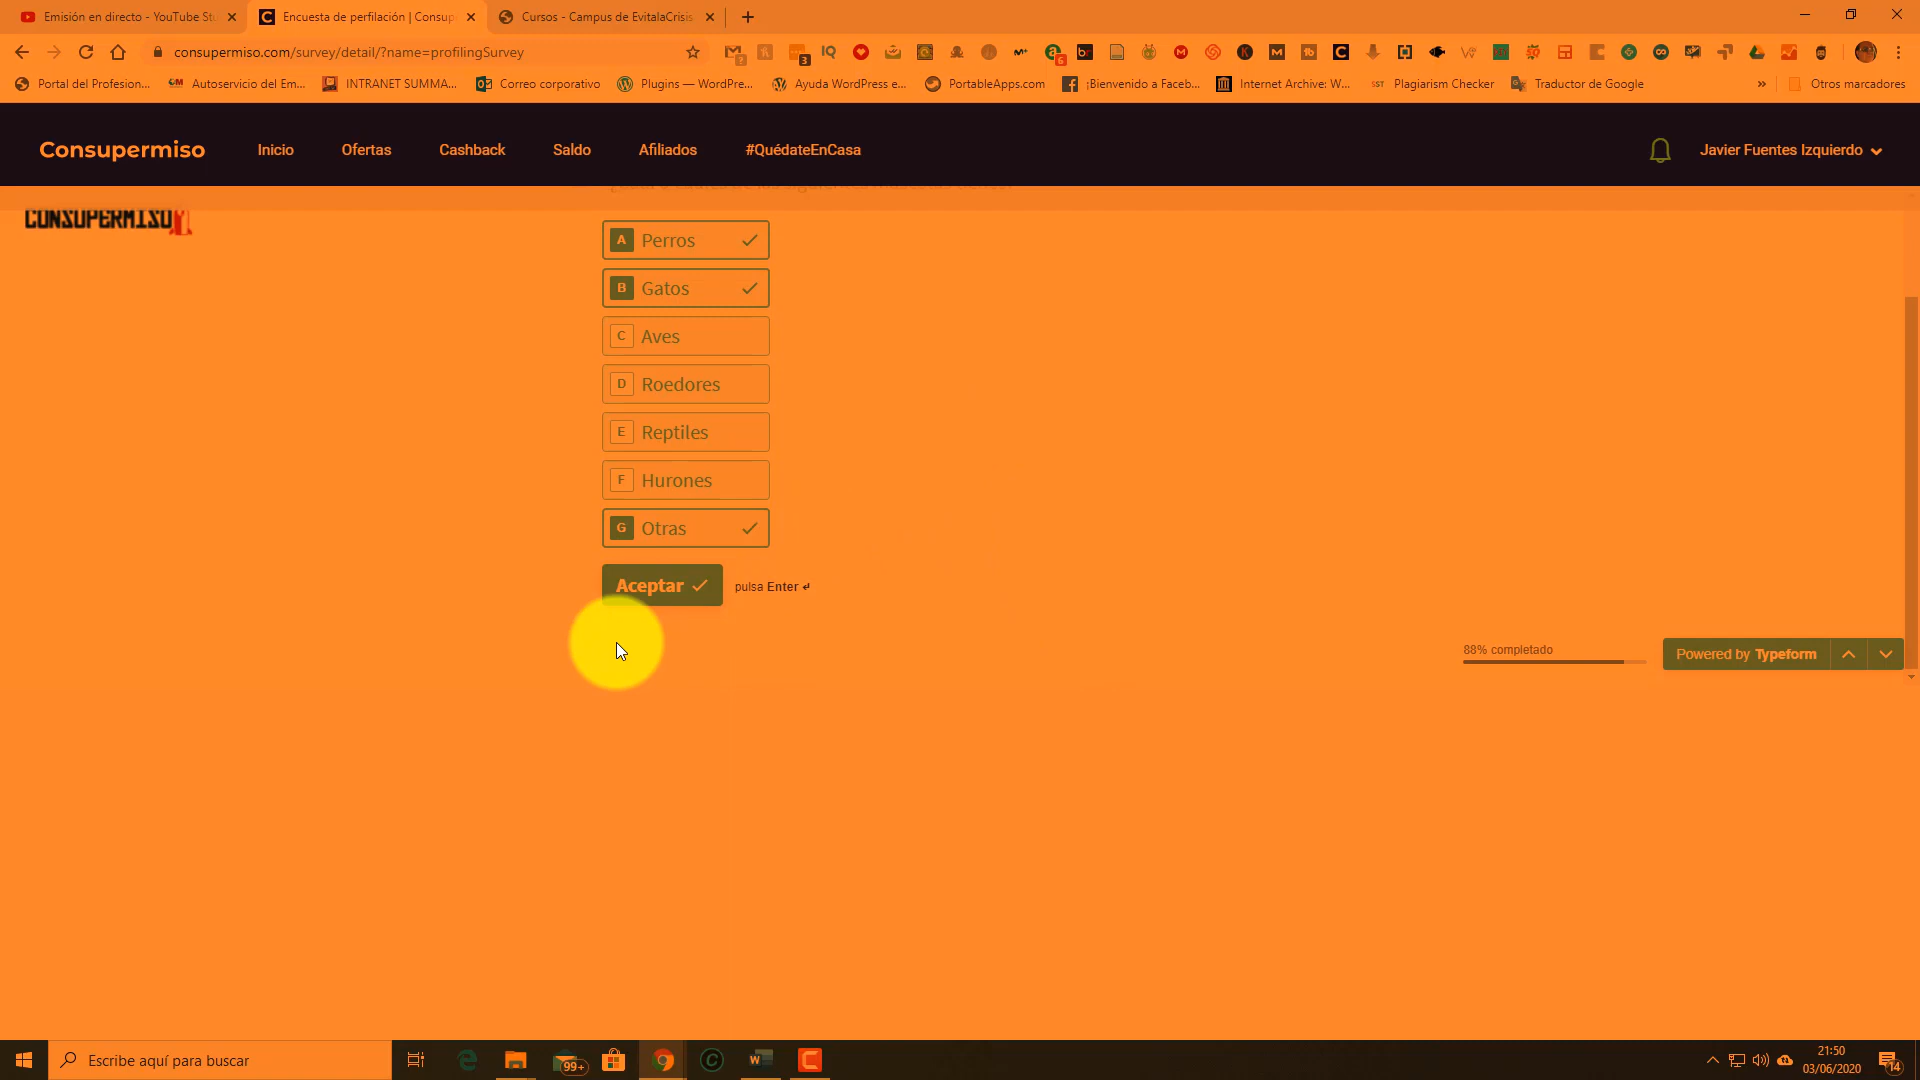 Emisión en directo - YouTube St
Encuesta de perfilación | Consup
Cursos - Campus de EvitalaCrisis
consupermiso.com/survey/detail/?name=profilingSurvey
Portal del Profesion...
Autoservicio del Em...
INTRANET SUMMA...
Correo corporativo
Plugins — WordPre...
Ayuda WordPress e...
PortableApps.com
¡Bienvenido a Faceb...
Internet Archive: W...
Plagiarism Checker
Traductor de Google
»
Otros marcadores
Consupermiso
Inicio
Ofertas
Cashback
Saldo
Afiliados
#QuédateEnCasa
Javier Fuentes Izquierdo
CONSUPERMISO
A Perros
B Gatos
C Aves
D Roedores
E Reptiles
F Hurones
G Otras
Aceptar
pulsa Enter ↵
88% completado
Powered by Typeform
Escribe aquí para buscar
99+
21:50
03/06/2020
14